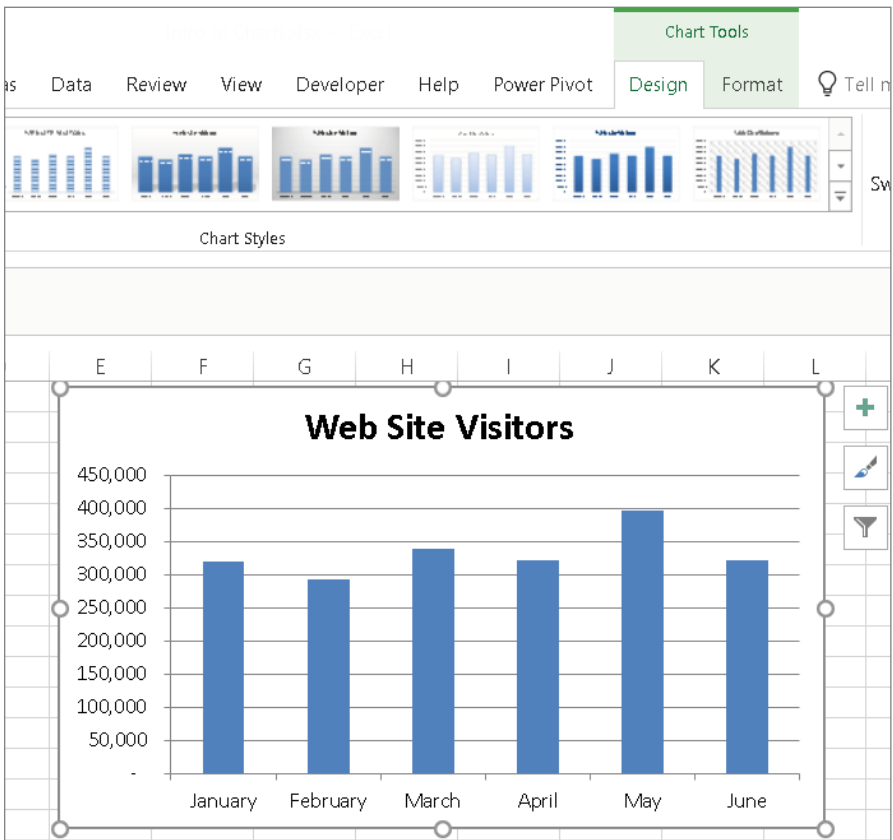 Chart Tools
as Data Review View Developer Help Power Pivot Design Format Tell m
Sw
Chart Styles
E F G H I J K L
Web Site Visitors
450,000
400,000
350,000
300,000
250,000
200,000
150,000
100,000
50,000
-
January February March April May June